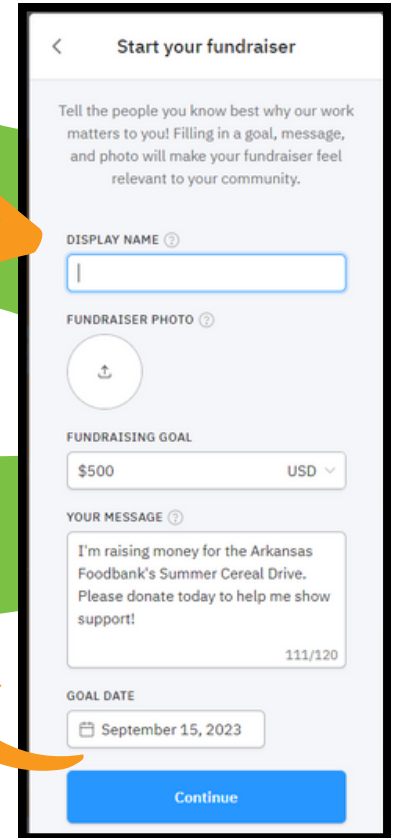 Start your fundraiser
Tell the people you know best why our work
matters to you! Filling in a goal, message,
and photo will make your fundraiser feel
relevant to your community.
DISPLAY NAME ?
FUNDRAISER PHOTO ?
FUNDRAISING GOAL
$500 USD
YOUR MESSAGE ?
I'm raising money for the Arkansas
Foodbank's Summer Cereal Drive.
Please donate today to help me show
support!
111/120
GOAL DATE
September 15, 2023
Continue